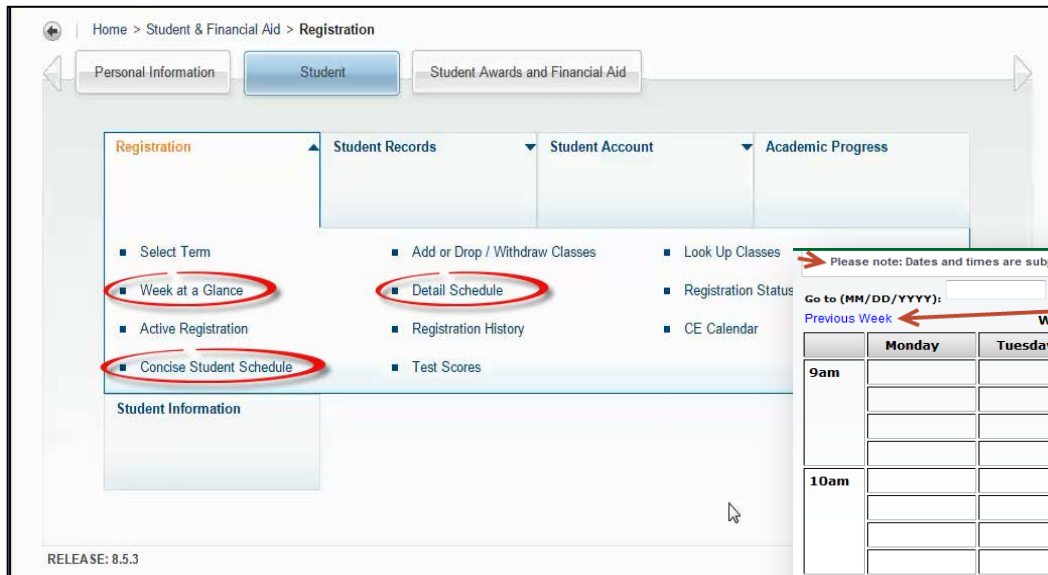 Home > Student & Financial Aid > Registration
Personal Information Student Student Awards and Financial Aid
Registration Student Records Student Account Academic Progress
Select Term Add or Drop / Withdraw Classes Look Up Classes
Week at a Glance Detail Schedule Registration Status
Active Registration Registration History CE Calendar
Concise Student Schedule Test Scores
Student Information
RELEASE: 8.5.3
Please note: Dates and times are
Go to (MM/DD/YYYY):
Previous Week
Monday
9am
10am